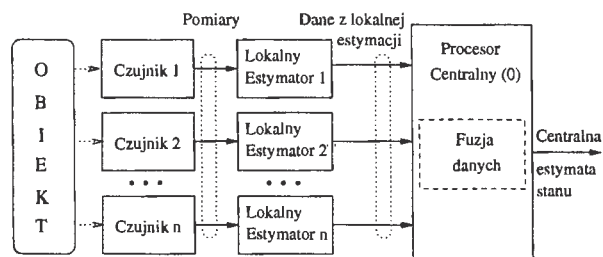 Pomiary
Dane z lokalnej
estymacji
O
B
I
E
K
T
Czujnik 1
Lokalny
Estymator 1
Czujnik 2
Lokalny
Estymator 2
• • •
• • •
Czujnik n
Lokalny
Estymator n
Procesor
Centralny (0)
Fuzja
danych
Centralna
estymata
stanu